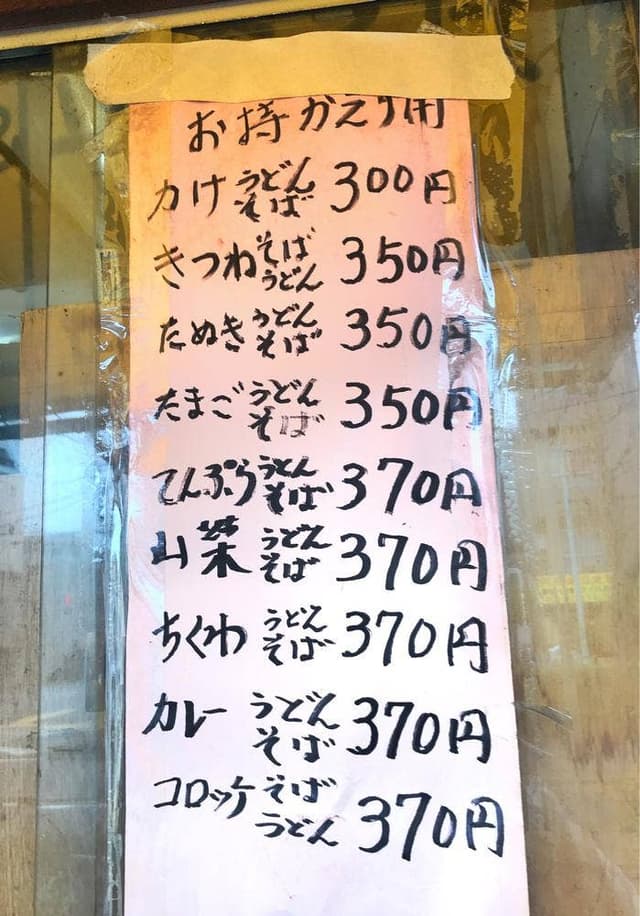 お持かえり用
カけ うどん そば 300円
きつね そば うどん 350円
たぬき うどん そば 350円
たまご うどん そば 350円
てんぷら うどん そば 370円
山菜 うどん そば 370円
ちくわ うどん そば 370円
カレー うどん そば 370円
コロッケ そば うどん 370円